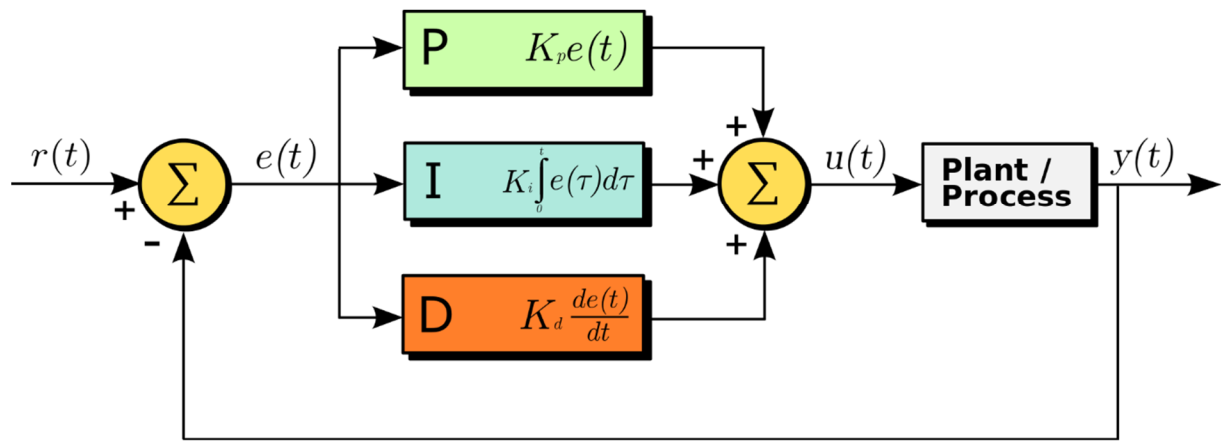 r(t)
+
-
Σ
e(t)
P K_p e(t)
I K_i ∫_0^t e(τ)dτ
D K_d de(t)/dt
+
+
+
Σ
u(t)
Plant /
Process
y(t)